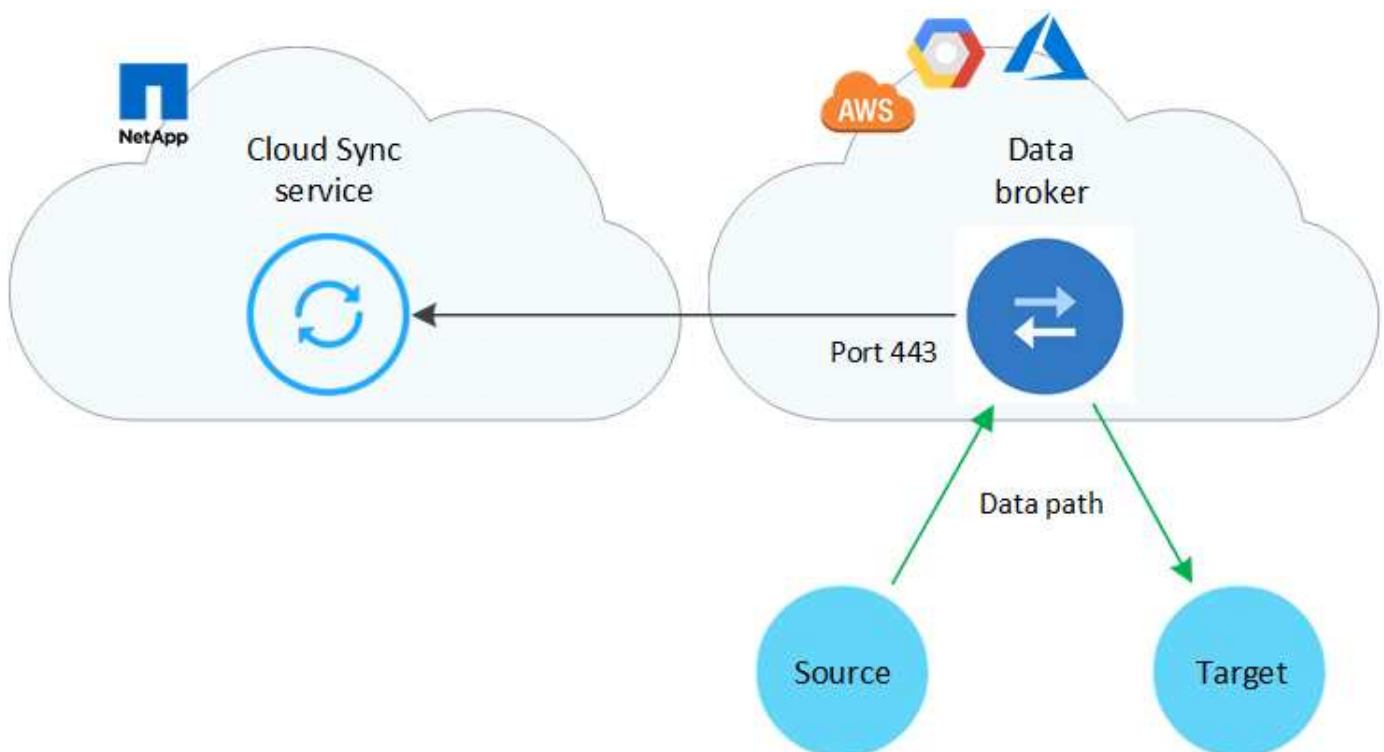 NetApp
Cloud Sync
service
AWS
Data
broker
Port 443
Data path
Source
Target